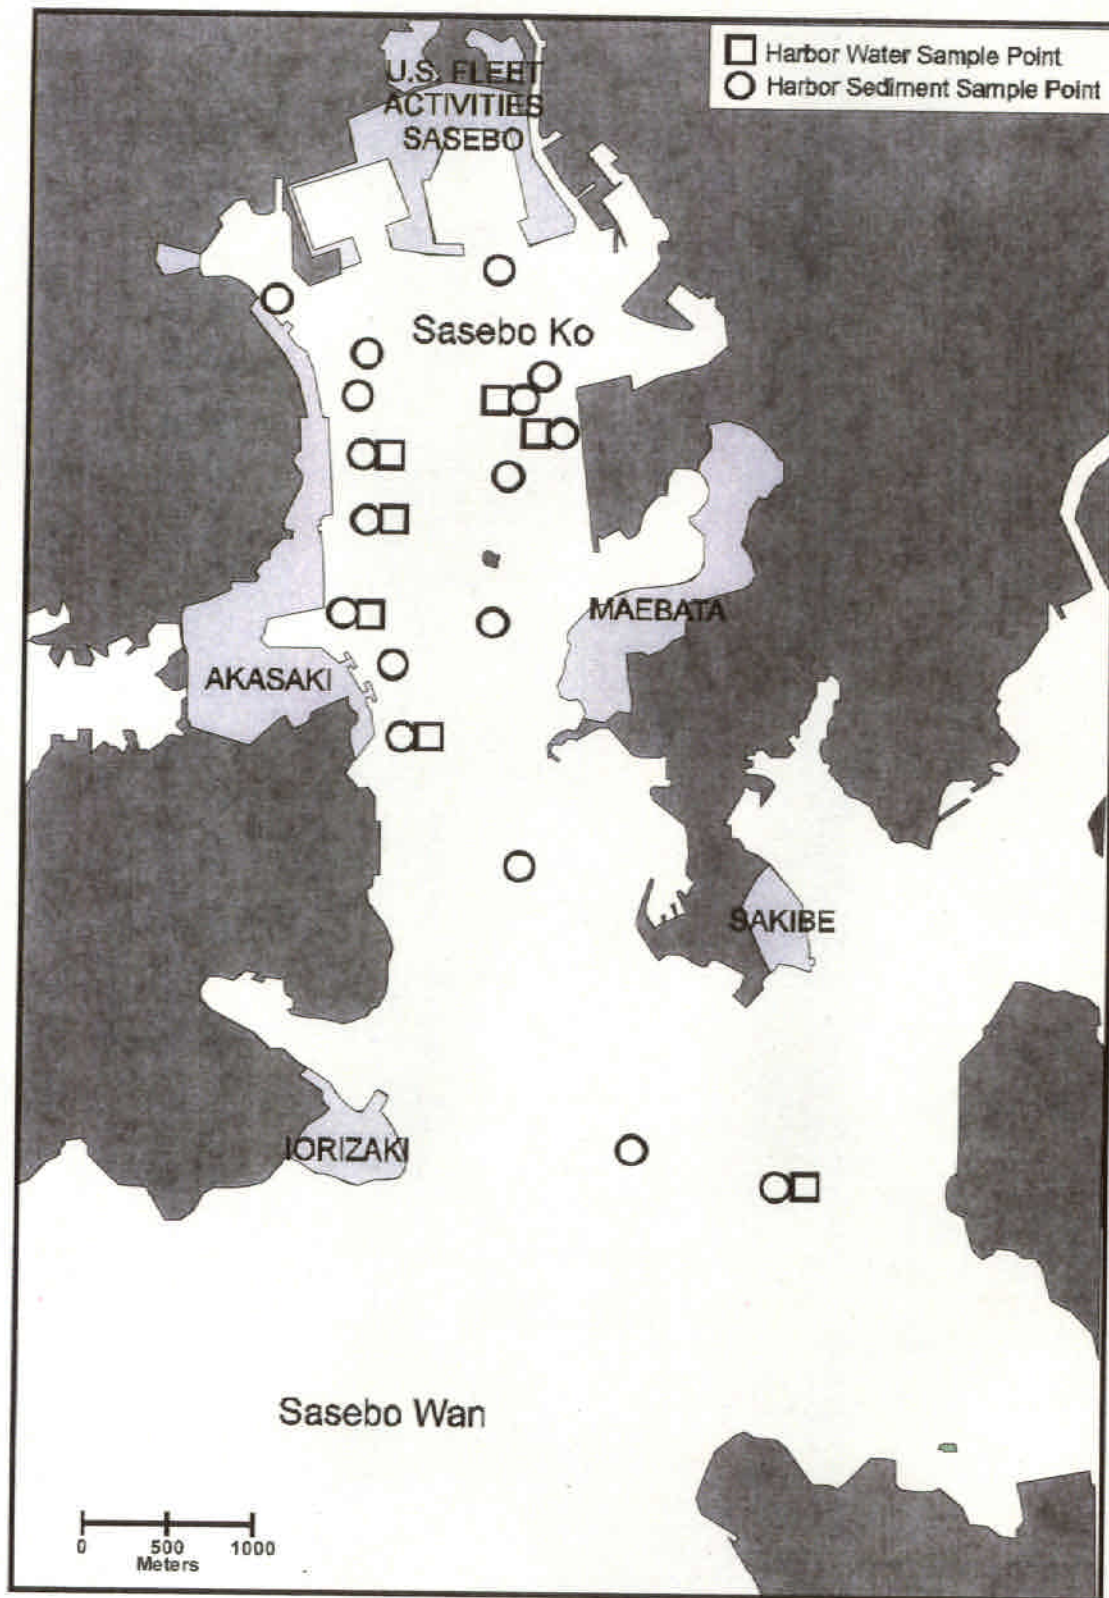 Harbor Water Sample Point
Harbor Sediment Sample Point
U.S. FLEET
ACTIVITIES
SASEBO
Sasebo Ko
MAEBATA
AKASAKI
SAKIBE
IORIZAKI
Sasebo Wan
0 500 1000
Meters